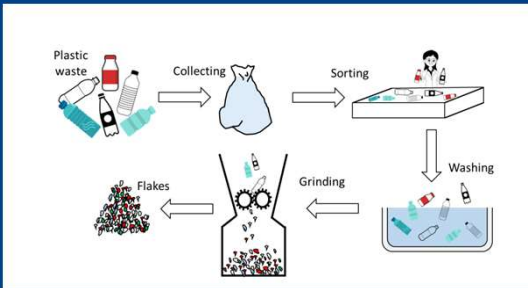 Plastic
waste
Collecting
Sorting
Washing
Grinding
Flakes